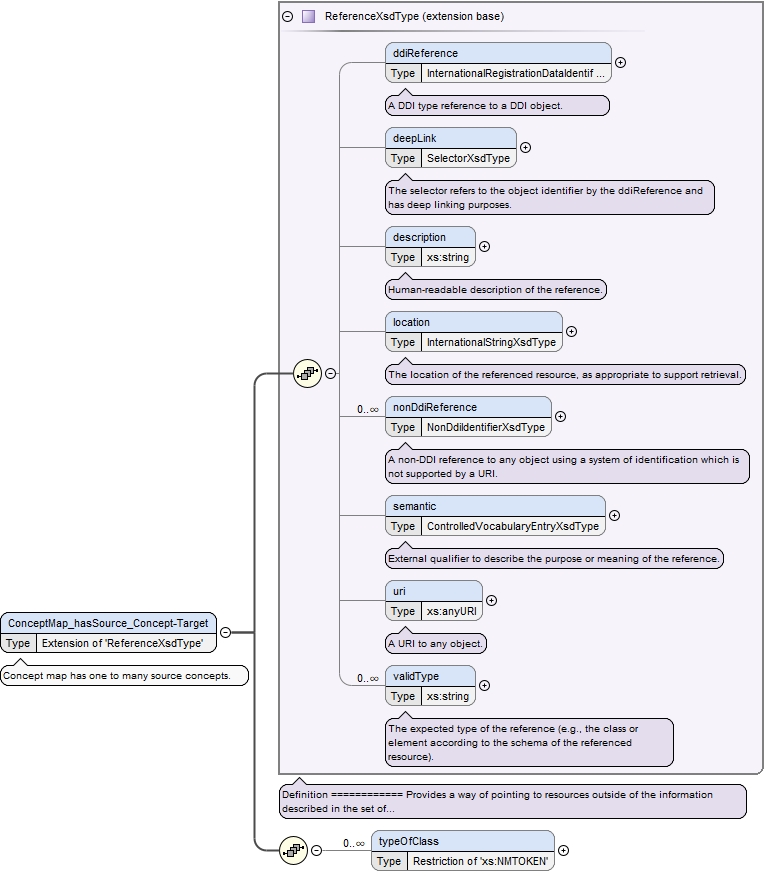 ReferenceXsdType (extension base)
ddiReference
Type InternationalRegistrationDataIdentif ...
A DDI type reference to a DDI object.
deepLink
Type SelectorXsdType
The selector refers to the object identifier by the ddiReference and
has deep linking purposes.
description
Type xs:string
Human-readable description of the reference.
location
Type InternationalStringXsdType
The location of the referenced resource, as appropriate to support retrieval.
0..∞
nonDdiReference
Type NonDdiIdentifierXsdType
A non-DDI reference to any object using a system of identification which is
not supported by a URI.
semantic
Type ControlledVocabularyEntryXsdType
External qualifier to describe the purpose or meaning of the reference.
uri
Type xs:anyURI
A URI to any object.
0..∞
validType
Type xs:string
The expected type of the reference (e.g., the class or
element according to the schema of the referenced
resource).
ConceptMap_hasSource_Concept-Target
Type Extension of 'ReferenceXsdType'
Concept map has one to many source concepts.
Definition ============ Provides a way of pointing to resources outside of the information
described in the set of...
0..∞
typeOfClass
Type Restriction of 'xs:NMTOKEN'